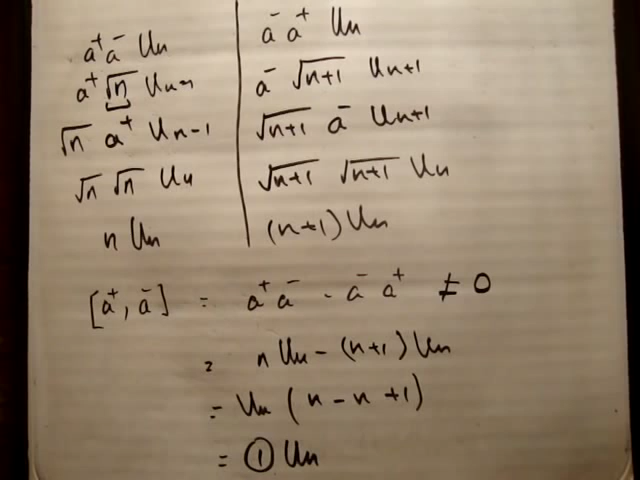 a⁺ a⁻ Un
a⁺ √n Un-1
√n a⁺ Un-1
√n √n Un
n Un
a⁻ a⁺ Un
a⁻ √n+1 Un+1
√n+1 a⁻ Un+1
√n+1 √n+1 Un
(n+1) Un
[a⁺, a⁻] = a⁺ a⁻ - a⁻ a⁺ ≠ 0
= n Un - (n+1) Un
= Un (n - n + 1)
= ① Un